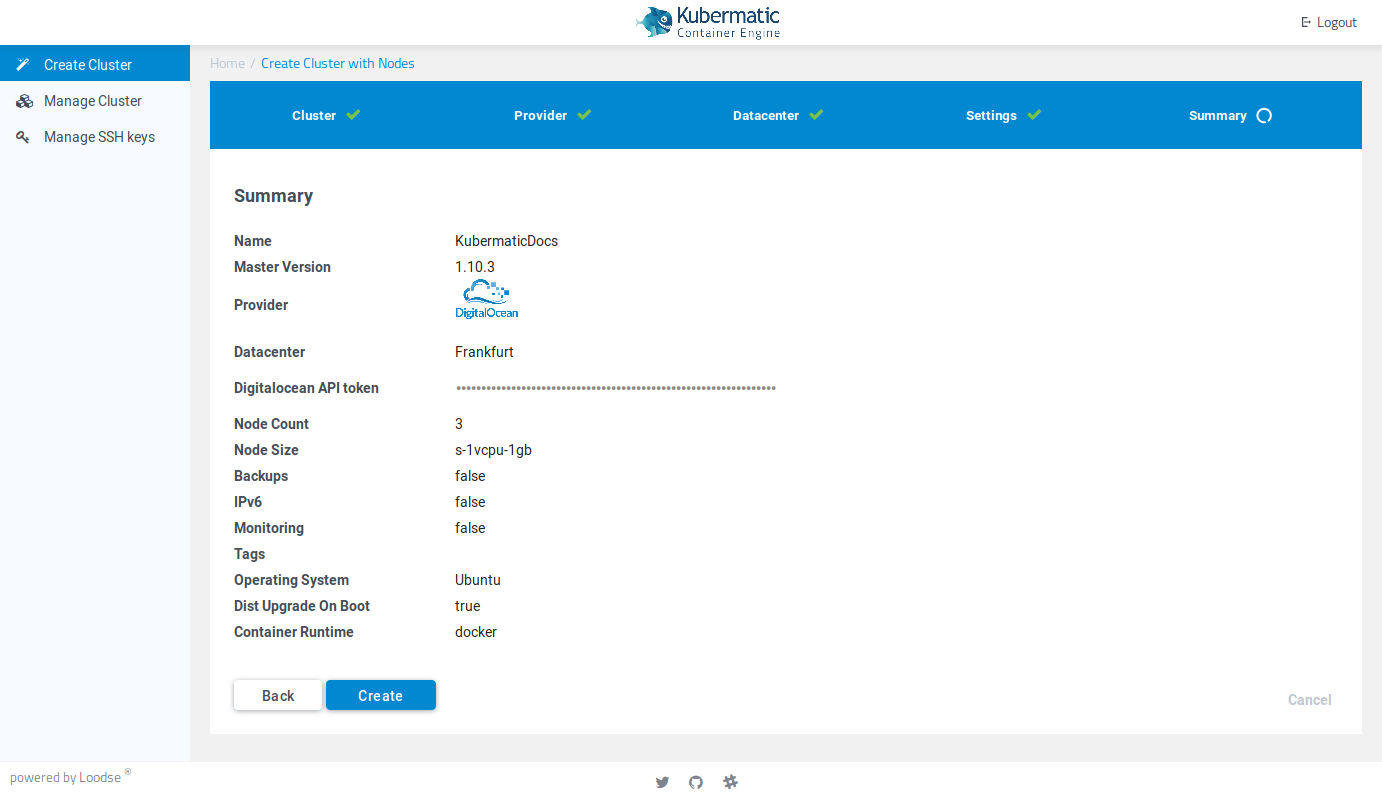 Kubermatic
Container Engine
Logout
Create Cluster
Manage Cluster
Manage SSH keys
Home / Create Cluster with Nodes
Cluster Provider Datacenter Settings Summary
Summary
Name KubermaticDocs
Master Version 1.10.3
Provider DigitalOcean
Datacenter Frankfurt
Digitalocean API token ••••••••••••••••••••••••••••••••••••••••••••••••••••••••••••••••
Node Count 3
Node Size s-1vcpu-1gb
Backups false
IPv6 false
Monitoring false
Tags
Operating System Ubuntu
Dist Upgrade On Boot true
Container Runtime docker
Back Create Cancel
powered by Loodse ®